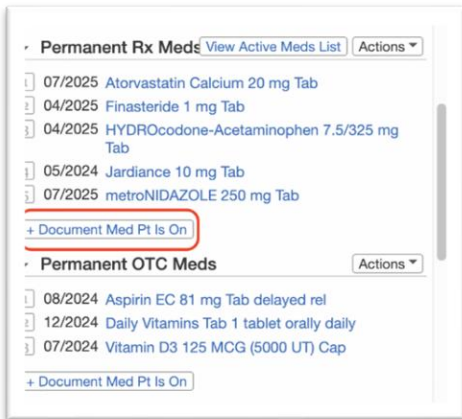 Permanent Rx Meds View Active Meds List Actions
07/2025 Atorvastatin Calcium 20 mg Tab
04/2025 Finasteride 1 mg Tab
04/2025 HYDROcodone-Acetaminophen 7.5/325 mg
Tab
05/2024 Jardiance 10 mg Tab
07/2025 metroNIDAZOLE 250 mg Tab
+ Document Med Pt Is On
Permanent OTC Meds Actions
08/2024 Aspirin EC 81 mg Tab delayed rel
12/2024 Daily Vitamins Tab 1 tablet orally daily
07/2024 Vitamin D3 125 MCG (5000 UT) Cap
+ Document Med Pt Is On